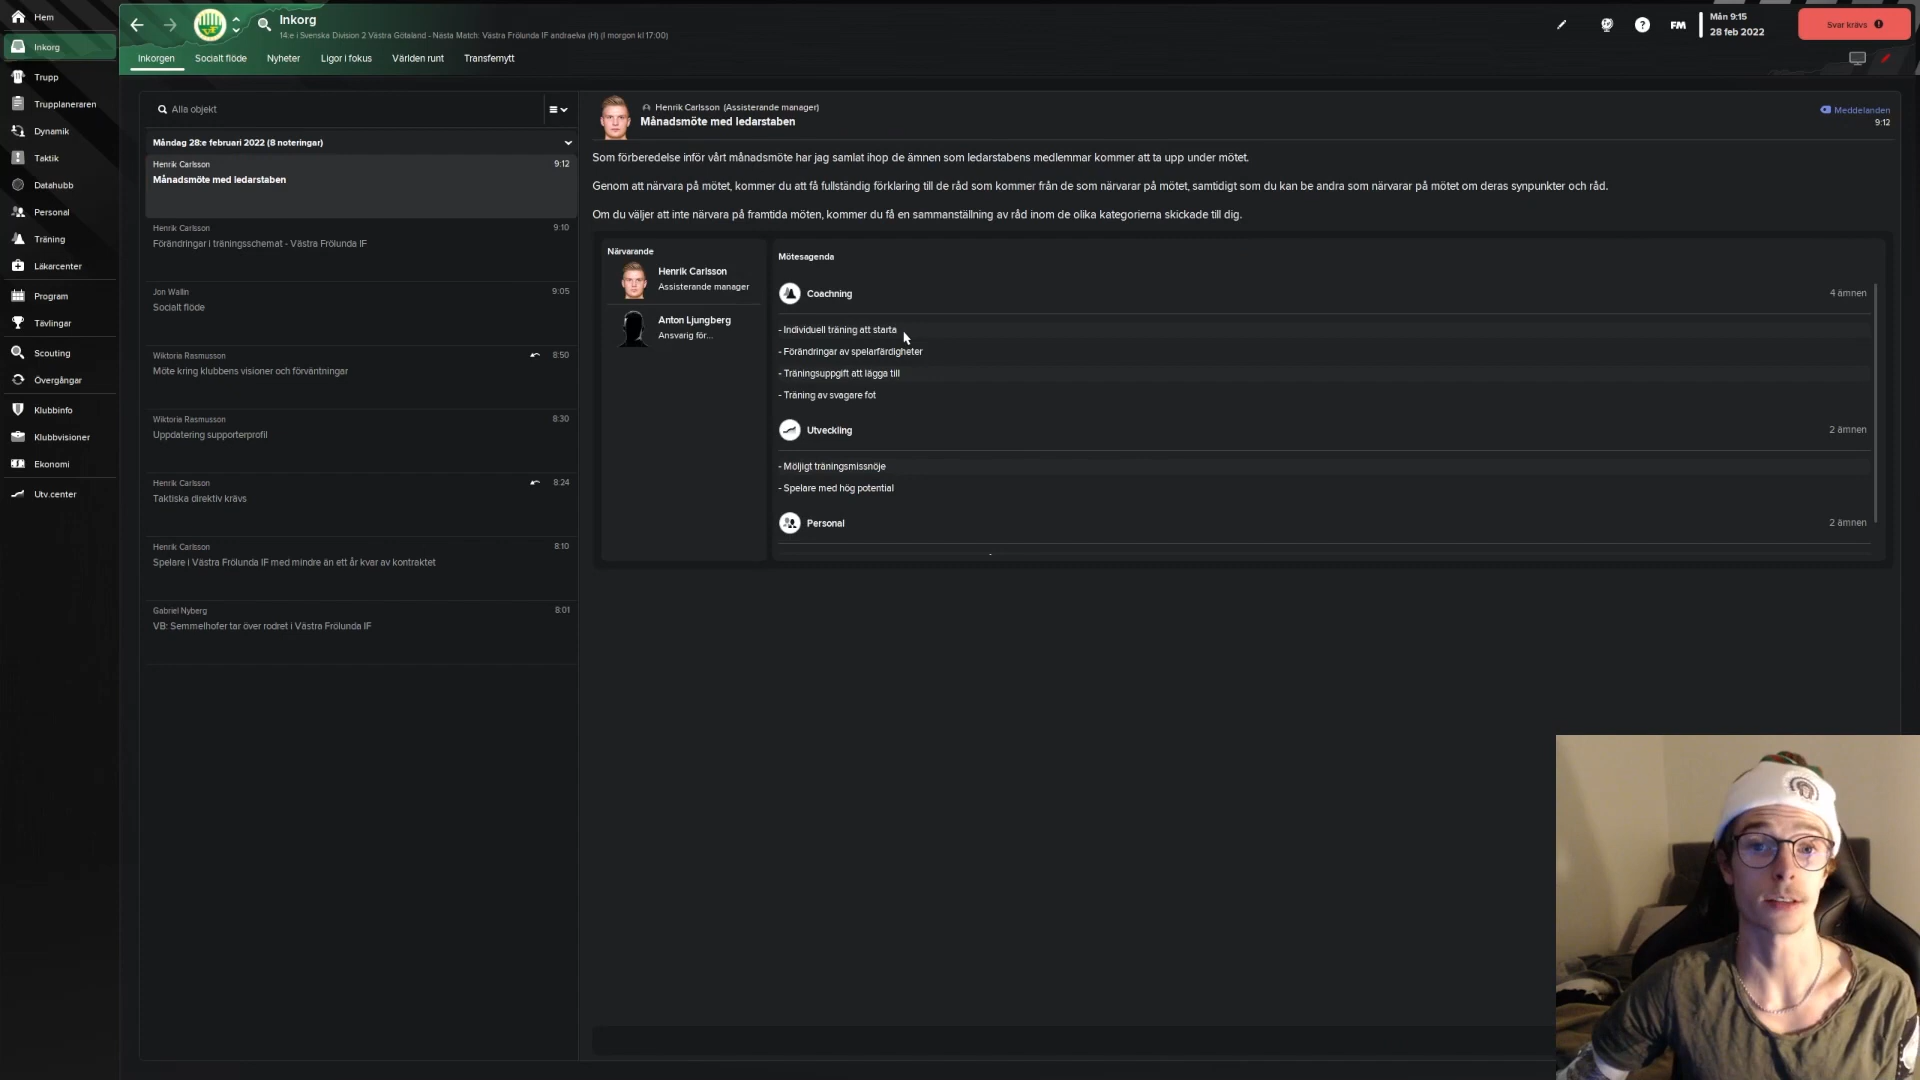 Hem
Inkorg
Trupp
Trupplaneraren
Dynamik
Taktik
Datahubb
Personal
Träning
Läkarcenter
Program
Tävlingar
Scouting
Övergångar
Klubbinfo
Klubbvisioner
Ekonomi
Utv.center
Inkorg
14:e i Svenska Division 2 Västra Götaland - Nästa Match: Västra Frölunda IF andraelva (H) (I morgon kl 17:00)
FM
Mån 9:15
28 feb 2022
Svar krävs
Inkorgen
Socialt flöde
Nyheter
Ligor i fokus
Världen runt
Transfernytt
Alla objekt
Måndag 28:e februari 2022 (8 noteringar)
Henrik Carlsson 9:12
Månadsmöte med ledarstaben
Henrik Carlsson 9:10
Förändringar i träningsschemat - Västra Frölunda IF
Jon Wallin 9:05
Socialt flöde
Wiktoria Rasmusson 8:50
Möte kring klubbens visioner och förväntningar
Wiktoria Rasmusson 8:30
Uppdatering supporterprofil
Henrik Carlsson 8:24
Taktiska direktiv krävs
Henrik Carlsson 8:10
Spelare i Västra Frölunda IF med mindre än ett år kvar av kontraktet
Gabriel Nyberg 8:01
VB: Semmelhofer tar över rodret i Västra Frölunda IF
Henrik Carlsson (Assisterande manager)
Månadsmöte med ledarstaben
Meddelanden
9:12
Som förberedelse inför vårt månadsmöte har jag samlat ihop de ämnen som ledarstabens medlemmar kommer att ta upp under mötet.
Genom att närvara på mötet, kommer du att få fullständig förklaring till de råd som kommer från de som närvarar på mötet, samtidigt som du kan be andra som närvarar på mötet om deras synpunkter och råd.
Om du väljer att inte närvara på framtida möten, kommer du få en sammanställning av råd inom de olika kategorierna skickade till dig.
Närvarande
Henrik Carlsson
Assisterande manager
Anton Ljungberg
Ansvarig för...
Mötesagenda
Coachning 4 ämnen
- Individuell träning att starta
- Förändringar av spelarfärdigheter
- Träningsuppgift att lägga till
- Träning av svagare fot
Utveckling 2 ämnen
- Möjligt träningsmissnöje
- Spelare med hög potential
Personal 2 ämnen